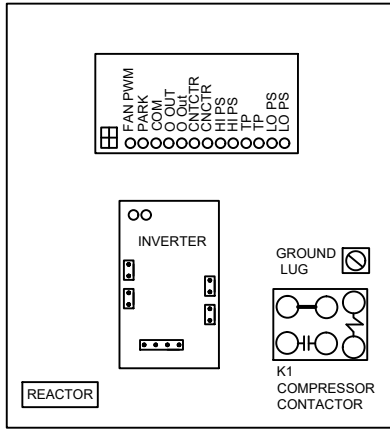 FAN PWM
PARK
COM
O OUT
O Out
CNTCTR
CNCTR
HI PS
HI PS
TP
TP
LO PS
LO PS
INVERTER
GROUND
LUG
K1
COMPRESSOR
CONTACTOR
REACTOR